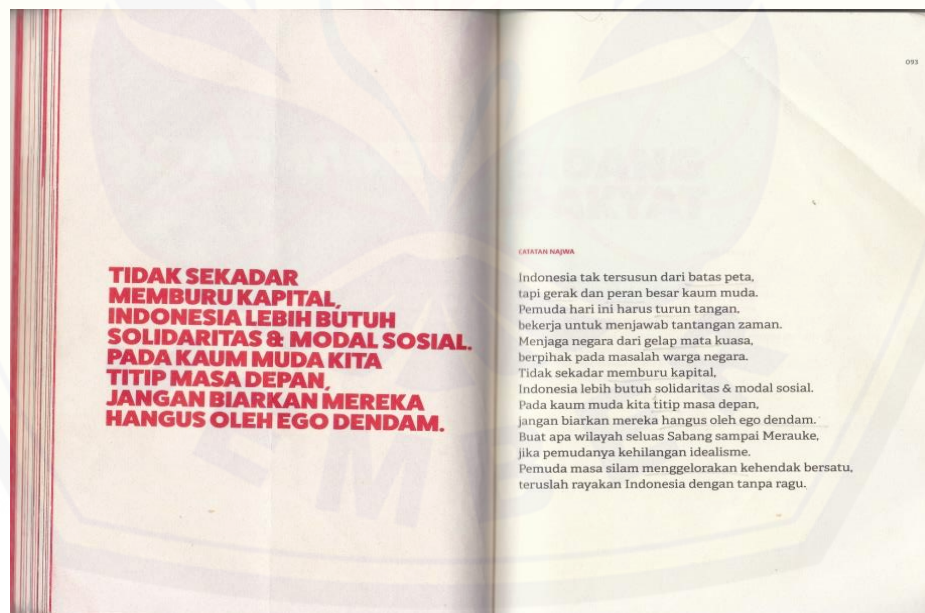 TIDAK SEKADAR
MEMBURU KAPITAL,
INDONESIA LEBIH BUTUH
SOLIDARITAS & MODAL SOSIAL.
PADA KAUM MUDA KITA
TITIP MASA DEPAN,
JANGAN BIARKAN MEREKA
HANGUS OLEH EGO DENDAM.
093
CATATAN NAJWA
Indonesia tak tersusun dari batas peta,
tapi gerak dan peran besar kaum muda.
Pemuda hari ini harus turun tangan,
bekerja untuk menjawab tantangan zaman.
Menjaga negara dari gelap mata kuasa,
berpihak pada masalah warga negara.
Tidak sekadar memburu kapital,
Indonesia lebih butuh solidaritas & modal sosial.
Pada kaum muda kita titip masa depan,
jangan biarkan mereka hangus oleh ego dendam.
Buat apa wilayah seluas Sabang sampai Merauke,
jika pemudanya kehilangan idealisme.
Pemuda masa silam menggelorakan kehendak bersatu,
teruslah rayakan Indonesia dengan tanpa ragu.